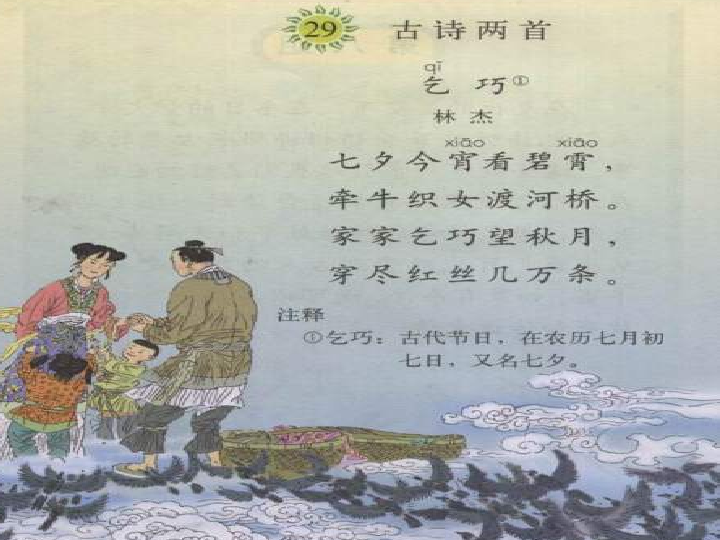 29 古诗两首
qǐ
乞 巧①
林 杰
xiāo xiāo
七夕今宵看碧霄，
牵牛织女渡河桥。
家家乞巧望秋月，
穿尽红丝几万条。
注释
①乞巧：古代节日，在农历七月初
七日，又名七夕。